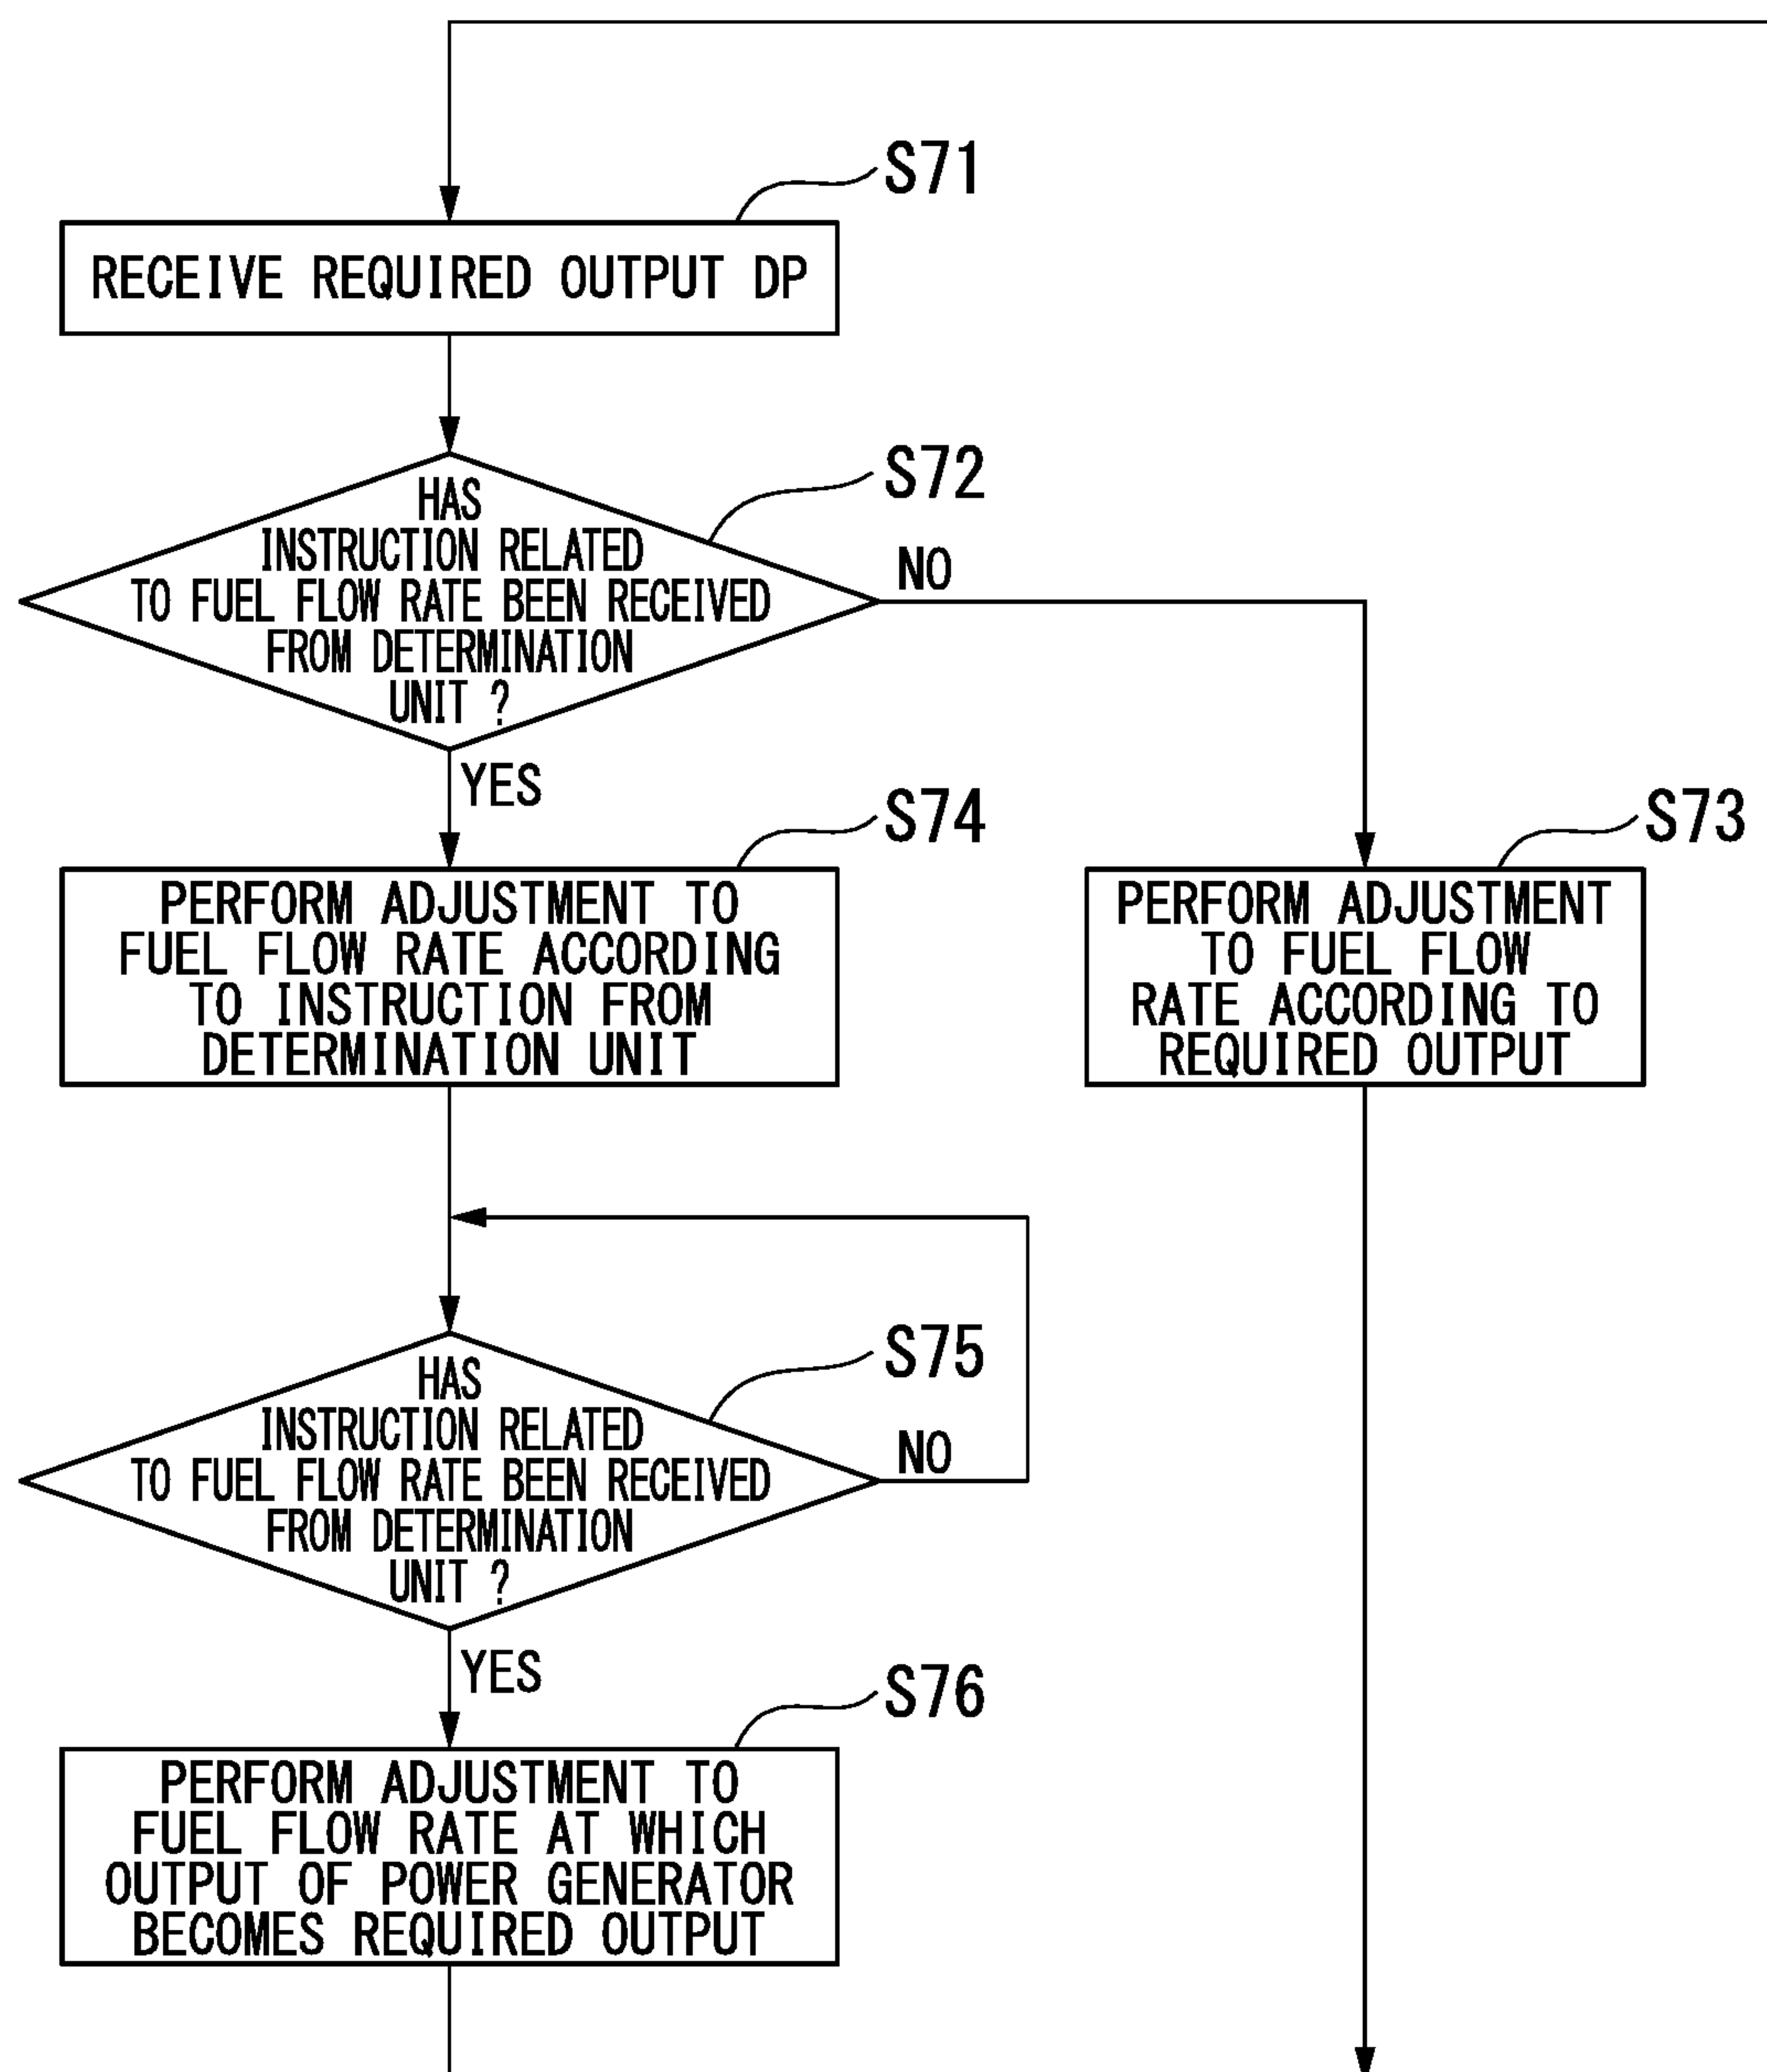 S71
RECEIVE REQUIRED OUTPUT DP
S72
HAS
INSTRUCTION RELATED
TO FUEL FLOW RATE BEEN RECEIVED
FROM DETERMINATION
UNIT ?
NO
YES
S74
PERFORM ADJUSTMENT TO
FUEL FLOW RATE ACCORDING
TO INSTRUCTION FROM
DETERMINATION UNIT
S73
PERFORM ADJUSTMENT
TO FUEL FLOW
RATE ACCORDING TO
REQUIRED OUTPUT
S75
HAS
INSTRUCTION RELATED
TO FUEL FLOW RATE BEEN RECEIVED
FROM DETERMINATION
UNIT ?
NO
YES
S76
PERFORM ADJUSTMENT TO
FUEL FLOW RATE AT WHICH
OUTPUT OF POWER GENERATOR
BECOMES REQUIRED OUTPUT